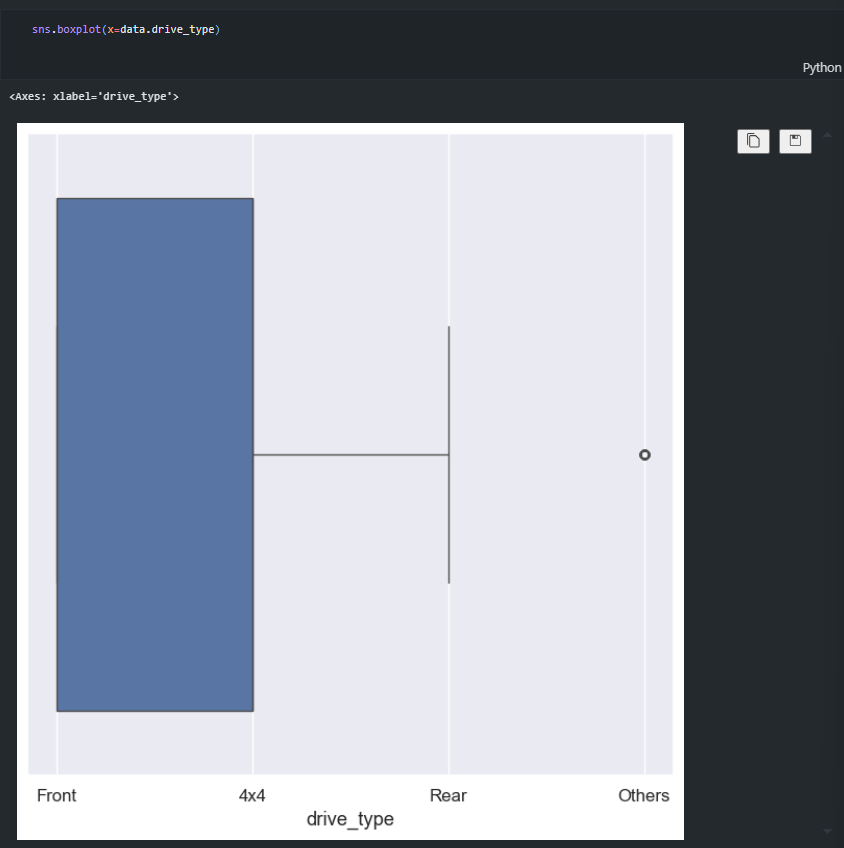 sns.boxplot(x=data.drive_type)
Python
<Axes: xlabel='drive_type'>
Front 4x4 Rear Others
drive_type